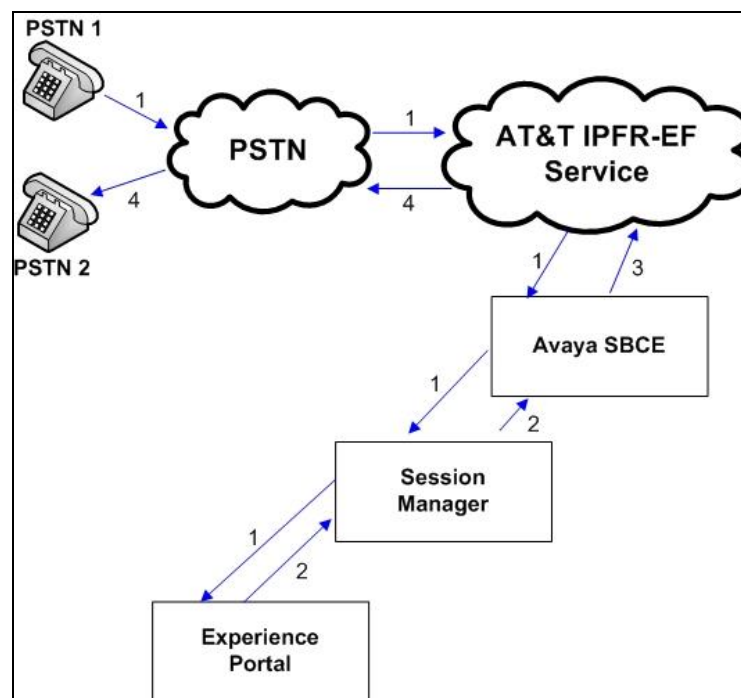 PSTN 1
1
PSTN
1
AT&T IPFR-EF
Service
4
4
PSTN 2
1
3
Avaya SBCE
1
2
Session
Manager
1
2
Experience
Portal